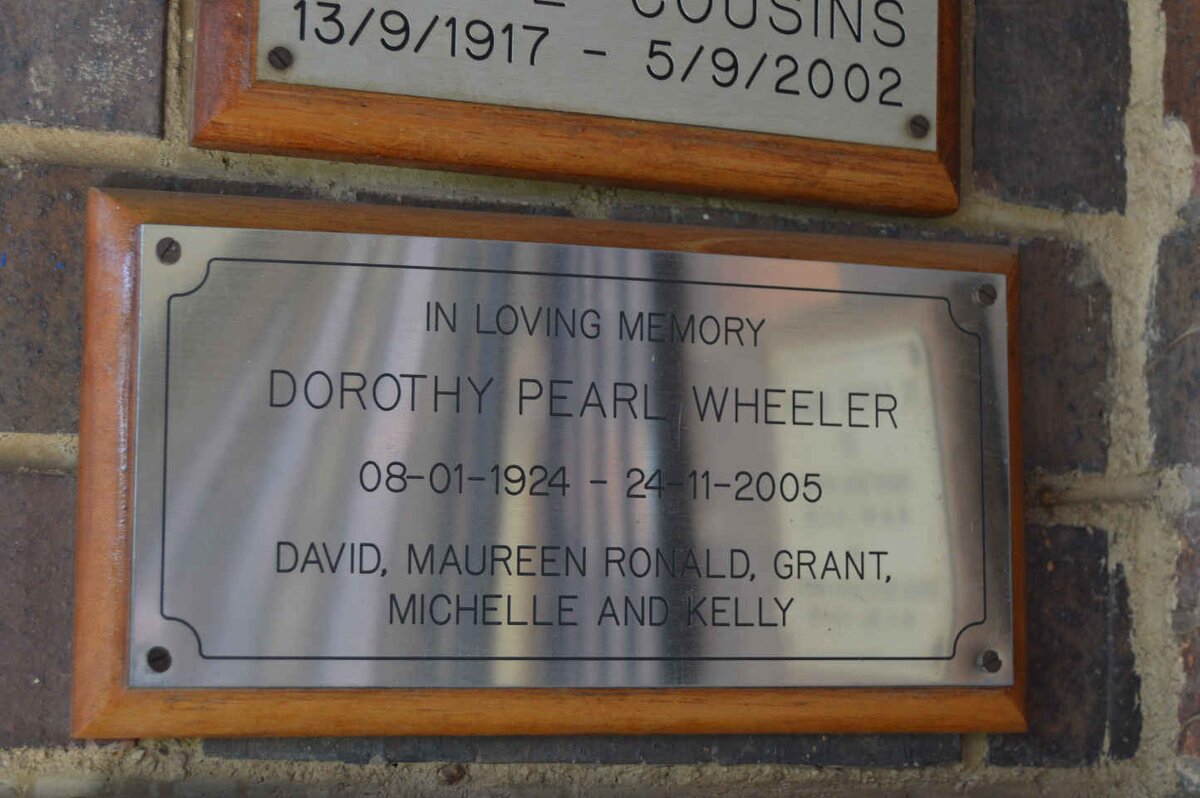 COUSINS
13/9/1917 - 5/9/2002
IN LOVING MEMORY
DOROTHY PEARL WHEELER
08-01-1924 - 24-11-2005
DAVID, MAUREEN RONALD, GRANT,
MICHELLE AND KELLY